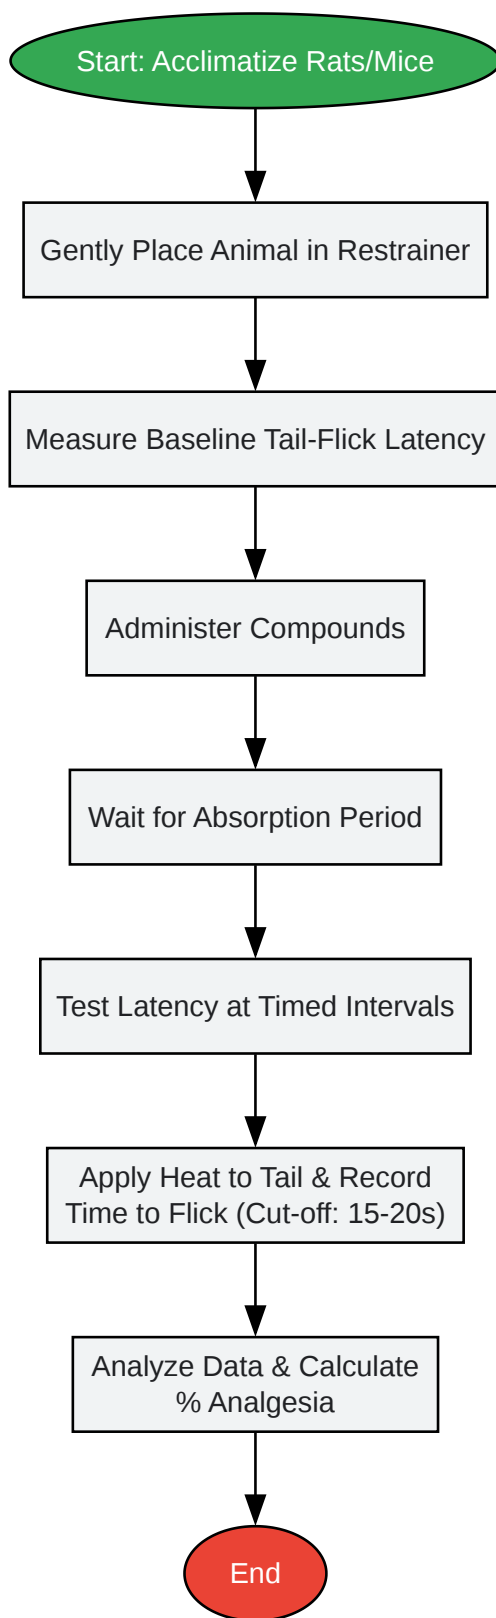 Start: Acclimatize Rats/Mice
Gently Place Animal in Restrainer
Measure Baseline Tail-Flick Latency
Administer Compounds
Wait for Absorption Period
Test Latency at Timed Intervals
Apply Heat to Tail & Record
Time to Flick (Cut-off: 15-20s)
Analyze Data & Calculate
% Analgesia
End